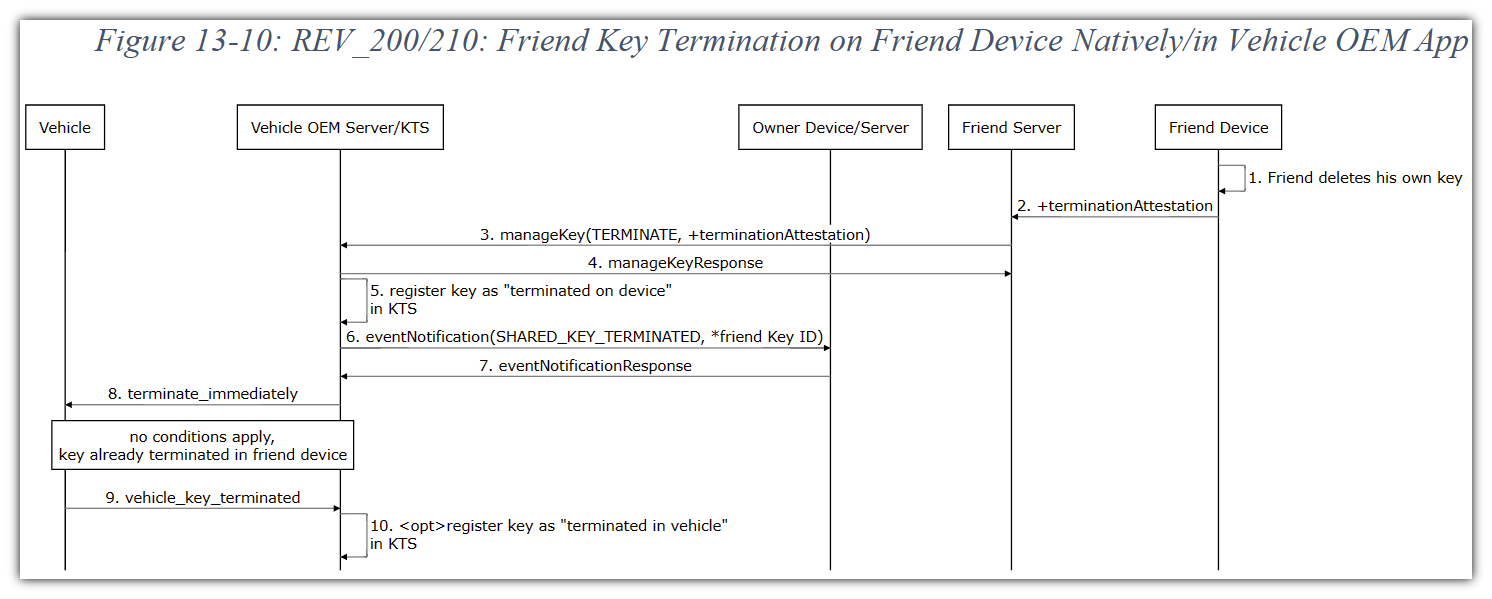 Figure 13-10: REV_200/210: Friend Key Termination on Friend Device Natively/in Vehicle OEM App
Vehicle
Vehicle OEM Server/KTS
Owner Device/Server
Friend Server
Friend Device
1. Friend deletes his own key
2. +terminationAttestation
3. manageKey(TERMINATE, +terminationAttestation)
4. manageKeyResponse
5. register key as "terminated on device"
in KTS
6. eventNotification(SHARED_KEY_TERMINATED, *friend Key ID)
7. eventNotificationResponse
8. terminate_immediately
no conditions apply,
key already terminated in friend device
9. vehicle_key_terminated
10. <opt>register key as "terminated in vehicle"
in KTS